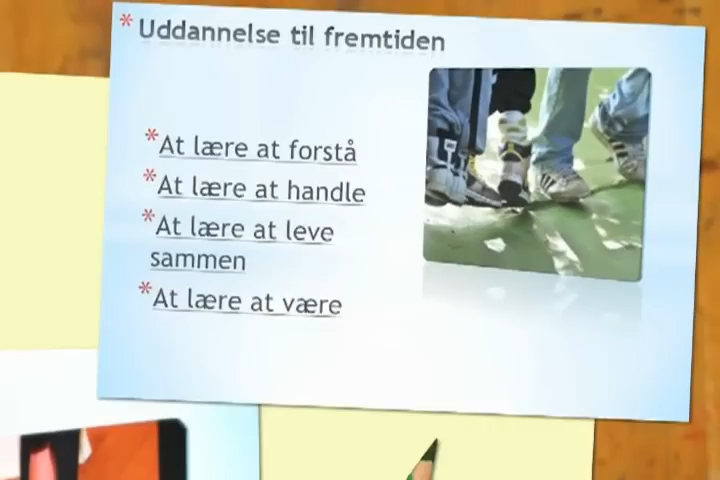 * Uddannelse til fremtiden
*At lære at forstå
*At lære at handle
*At lære at leve
sammen
*At lære at være